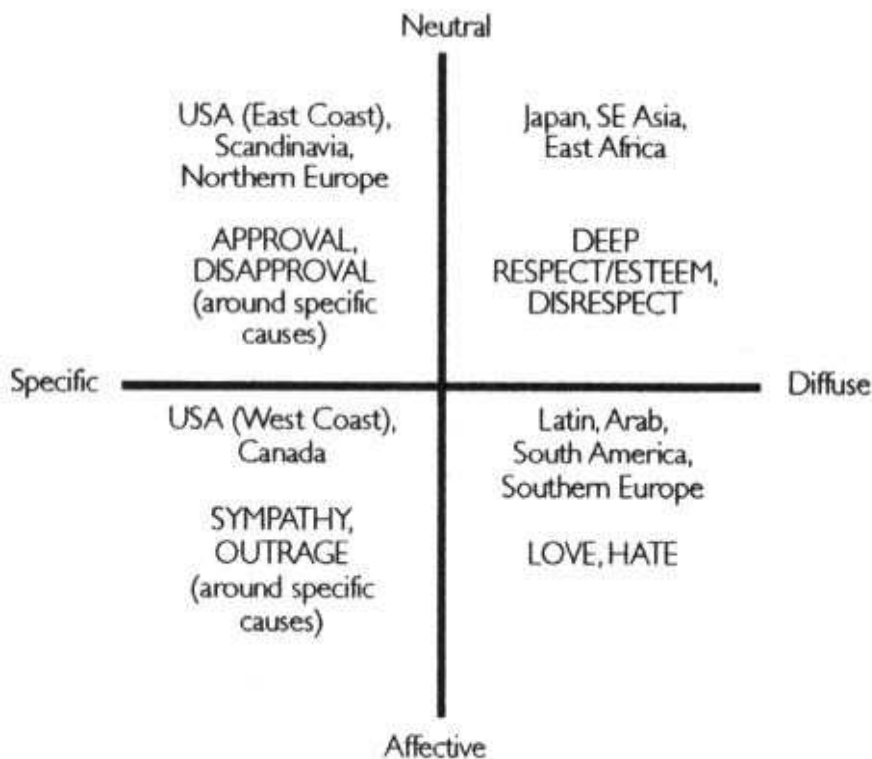 Neutral
USA (East Coast),
Scandinavia,
Northern Europe
APPROVAL,
DISAPPROVAL
(around specific
causes)
Japan, SE Asia,
East Africa
DEEP
RESPECT/ESTEEM,
DISRESPECT
Specific
Diffuse
USA (West Coast),
Canada
SYMPATHY,
OUTRAGE
(around specific
causes)
Latin, Arab,
South America,
Southern Europe
LOVE, HATE
Affective